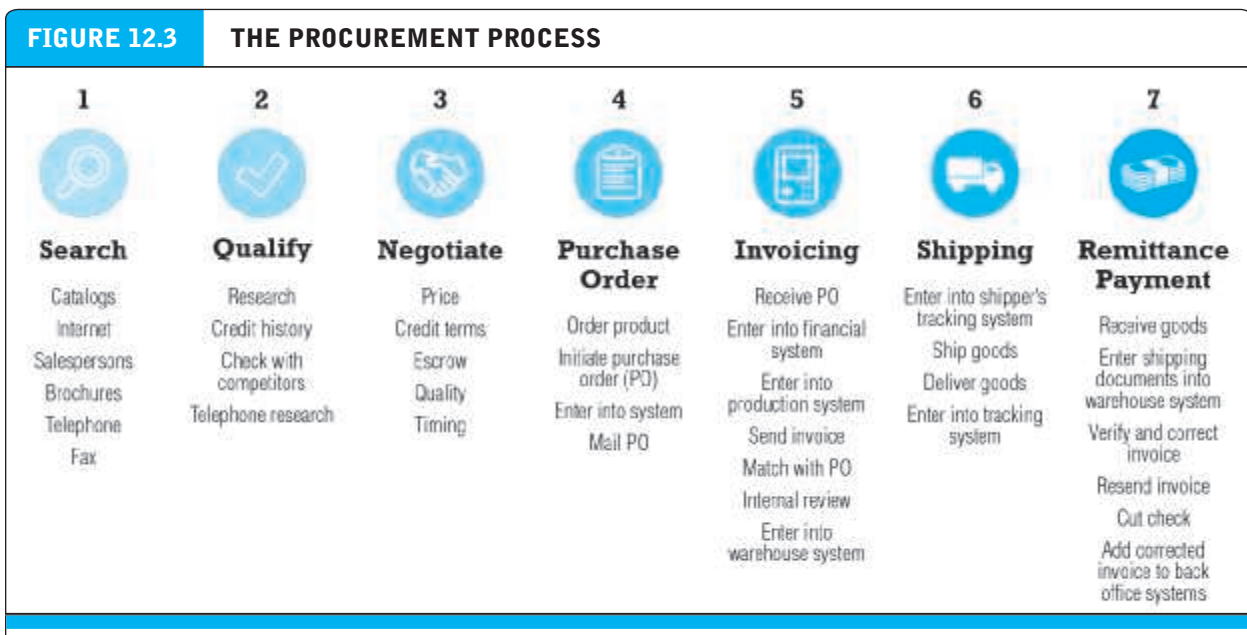 FIGURE 12.3 THE PROCUREMENT PROCESS
1
Search
Catalogs
Internet
Salespersons
Brochures
Telephone
Fax
2
Qualify
Research
Credit history
Check with
competitors
Telephone research
3
Negotiate
Price
Credit terms
Escrow
Quality
Timing
4
Purchase
Order
Order product
Initiate purchase
order (PO)
Enter into system
Mail PO
5
Invoicing
Receive PO
Enter into financial
system
Enter into
production system
Send invoice
Match with PO
Internal review
Enter into
warehouse system
6
Shipping
Enter into shipper's
tracking system
Ship goods
Deliver goods
Enter into tracking
system
7
Remittance
Payment
Receive goods
Enter shipping
documents into
warehouse system
Verify and correct
invoice
Resend invoice
Cut check
Add corrected
invoice to back
office systems